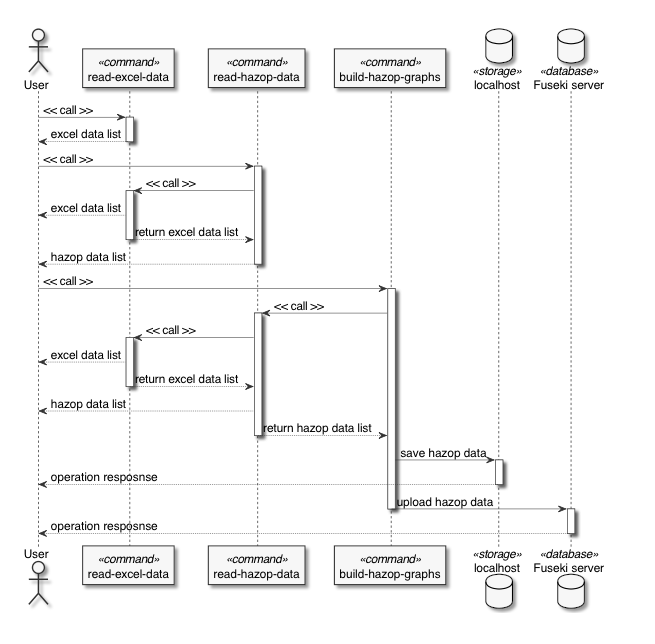 User
«command»
read-excel-data
«command»
read-hazop-data
«command»
build-hazop-graphs
«storage»
localhost
«database»
Fuseki server
<< call >>
excel data list
<< call >>
<< call >>
excel data list
return excel data list
hazop data list
<< call >>
<< call >>
<< call >>
excel data list
return excel data list
hazop data list
return hazop data list
save hazop data
operation resposnse
upload hazop data
operation resposnse
User
«command»
read-excel-data
«command»
read-hazop-data
«command»
build-hazop-graphs
«storage»
localhost
«database»
Fuseki server